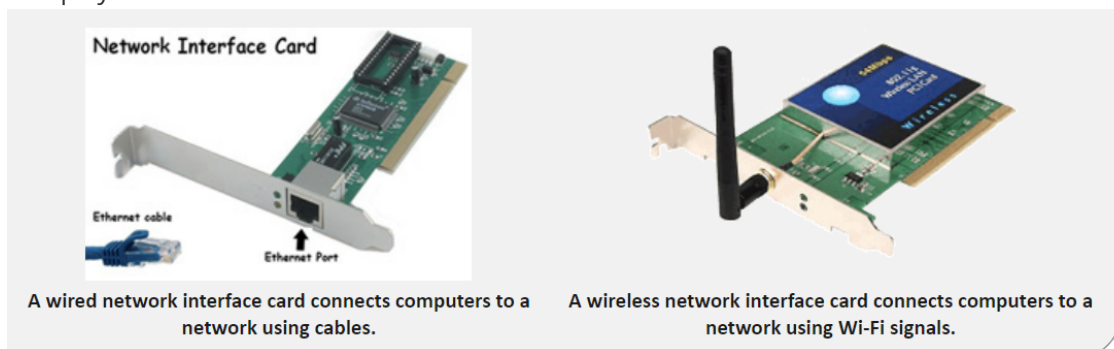 Network Interface Card
Ethernet cable
Ethernet Port
54Mbps
802.11g
Wireless LAN
PCI Card
Wireless
A wired network interface card connects computers to a
network using cables.
A wireless network interface card connects computers to a
network using Wi-Fi signals.